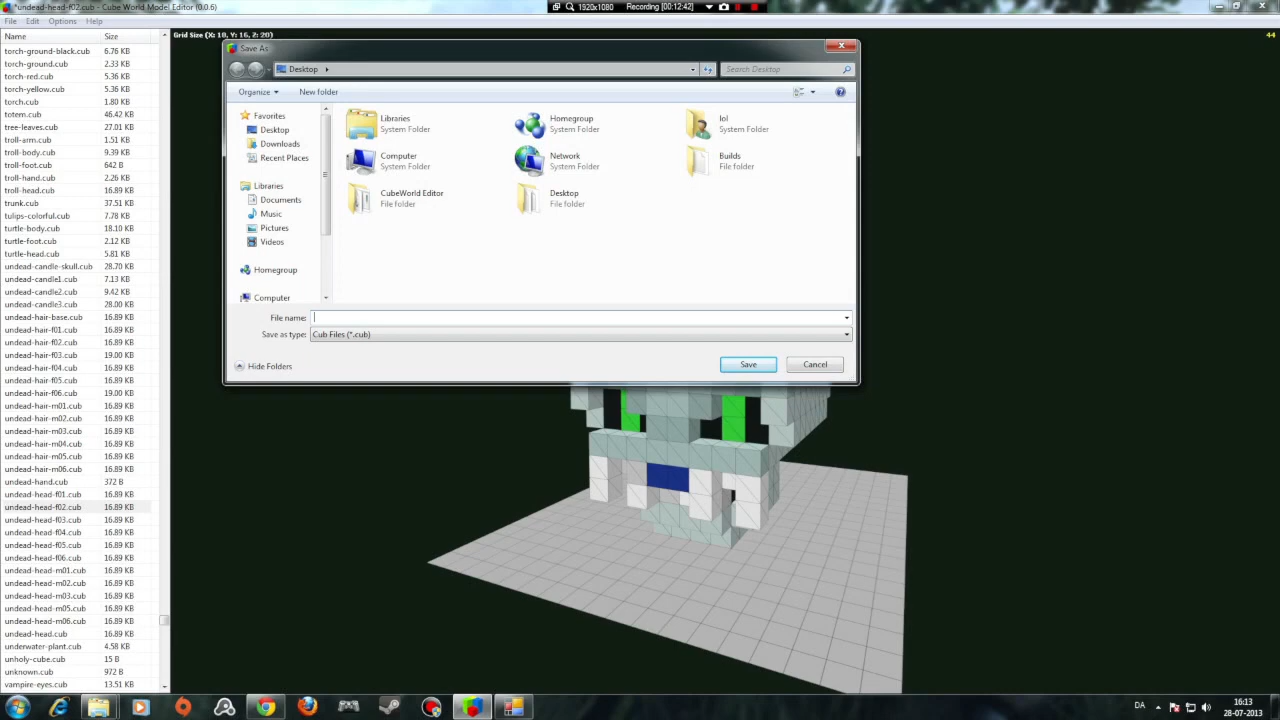 *undead-head-f02.cub - Cube World Model Editor (0.0.6)
1920x1080 Recording [00:12:42]
File Edit Options Help
Name Size
Grid Size (X: 10, Y: 16, Z: 20)
44
torch-ground-black.cub 6.76 KB
torch-ground.cub 2.33 KB
torch-red.cub 5.36 KB
torch-yellow.cub 5.36 KB
torch.cub 1.80 KB
totem.cub 46.42 KB
tree-leaves.cub 27.01 KB
troll-arm.cub 1.51 KB
troll-body.cub 9.39 KB
troll-foot.cub 642 B
troll-hand.cub 2.26 KB
troll-head.cub 16.89 KB
trunk.cub 37.51 KB
tulips-colorful.cub 7.78 KB
turtle-body.cub 18.10 KB
turtle-foot.cub 2.12 KB
turtle-head.cub 5.81 KB
undead-candle-skull.cub 28.70 KB
undead-candle1.cub 7.13 KB
undead-candle2.cub 9.42 KB
undead-candle3.cub 28.00 KB
undead-hair-base.cub 16.89 KB
undead-hair-f01.cub 16.89 KB
undead-hair-f02.cub 16.89 KB
undead-hair-f03.cub 19.00 KB
undead-hair-f04.cub 16.89 KB
undead-hair-f05.cub 16.89 KB
undead-hair-f06.cub 19.00 KB
undead-hair-m01.cub 16.89 KB
undead-hair-m02.cub 16.89 KB
undead-hair-m03.cub 16.89 KB
undead-hair-m04.cub 16.89 KB
undead-hair-m05.cub 16.89 KB
undead-hair-m06.cub 16.89 KB
undead-hand.cub 372 B
undead-head-f01.cub 16.89 KB
undead-head-f02.cub 16.89 KB
undead-head-f03.cub 16.89 KB
undead-head-f04.cub 16.89 KB
undead-head-f05.cub 16.89 KB
undead-head-f06.cub 16.89 KB
undead-head-m01.cub 16.89 KB
undead-head-m02.cub 16.89 KB
undead-head-m03.cub 16.89 KB
undead-head-m05.cub 16.89 KB
undead-head-m06.cub 16.89 KB
undead-head.cub 16.89 KB
underwater-plant.cub 4.58 KB
unholy-cube.cub 15 B
unknown.cub 972 B
vampire-eyes.cub 13.51 KB
Save As
Desktop
Search Desktop
Organize New folder
Favorites
Desktop
Downloads
Recent Places
Libraries
Documents
Music
Pictures
Videos
Homegroup
Computer
Libraries
System Folder
Homegroup
System Folder
lol
System Folder
Computer
System Folder
Network
System Folder
Builds
File folder
CubeWorld Editor
File folder
Desktop
File folder
File name:
Save as type: Cub Files (*.cub)
Hide Folders
Save Cancel
DA
16:13
28-07-2013